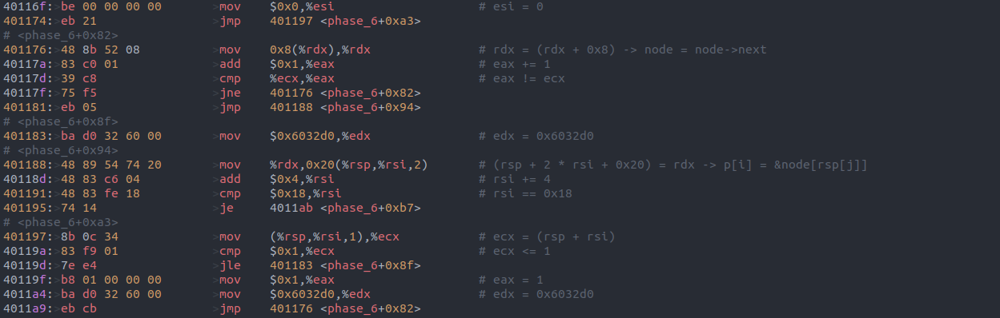 40116f:>be 00 00 00 00 >mov $0x0,%esi # esi = 0
401174:>eb 21 >jmp 401197 <phase_6+0xa3>
# <phase_6+0x82>
401176:>48 8b 52 08 >mov 0x8(%rdx),%rdx # rdx = (rdx + 0x8) -> node = node->next
40117a:>83 c0 01 >add $0x1,%eax # eax += 1
40117d:>39 c8 >cmp %ecx,%eax # eax != ecx
40117f:>75 f5 >jne 401176 <phase_6+0x82>
401181:>eb 05 >jmp 401188 <phase_6+0x94>
# <phase_6+0x8f>
401183:>ba d0 32 60 00 >mov $0x6032d0,%edx # edx = 0x6032d0
# <phase_6+0x94>
401188:>48 89 54 74 20 >mov %rdx,0x20(%rsp,%rsi,2) # (rsp + 2 * rsi + 0x20) = rdx -> p[i] = &node[rsp[j]]
40118d:>48 83 c6 04 >add $0x4,%rsi # rsi += 4
401191:>48 83 fe 18 >cmp $0x18,%rsi # rsi == 0x18
401195:>74 14 >je 4011ab <phase_6+0xb7>
# <phase_6+0xa3>
401197:>8b 0c 34 >mov (%rsp,%rsi,1),%ecx # ecx = (rsp + rsi)
40119a:>83 f9 01 >cmp $0x1,%ecx # ecx <= 1
40119d:>7e e4 >jle 401183 <phase_6+0x8f>
40119f:>b8 01 00 00 00 >mov $0x1,%eax # eax = 1
4011a4:>ba d0 32 60 00 >mov $0x6032d0,%edx # edx = 0x6032d0
4011a9:>eb cb >jmp 401176 <phase_6+0x82>